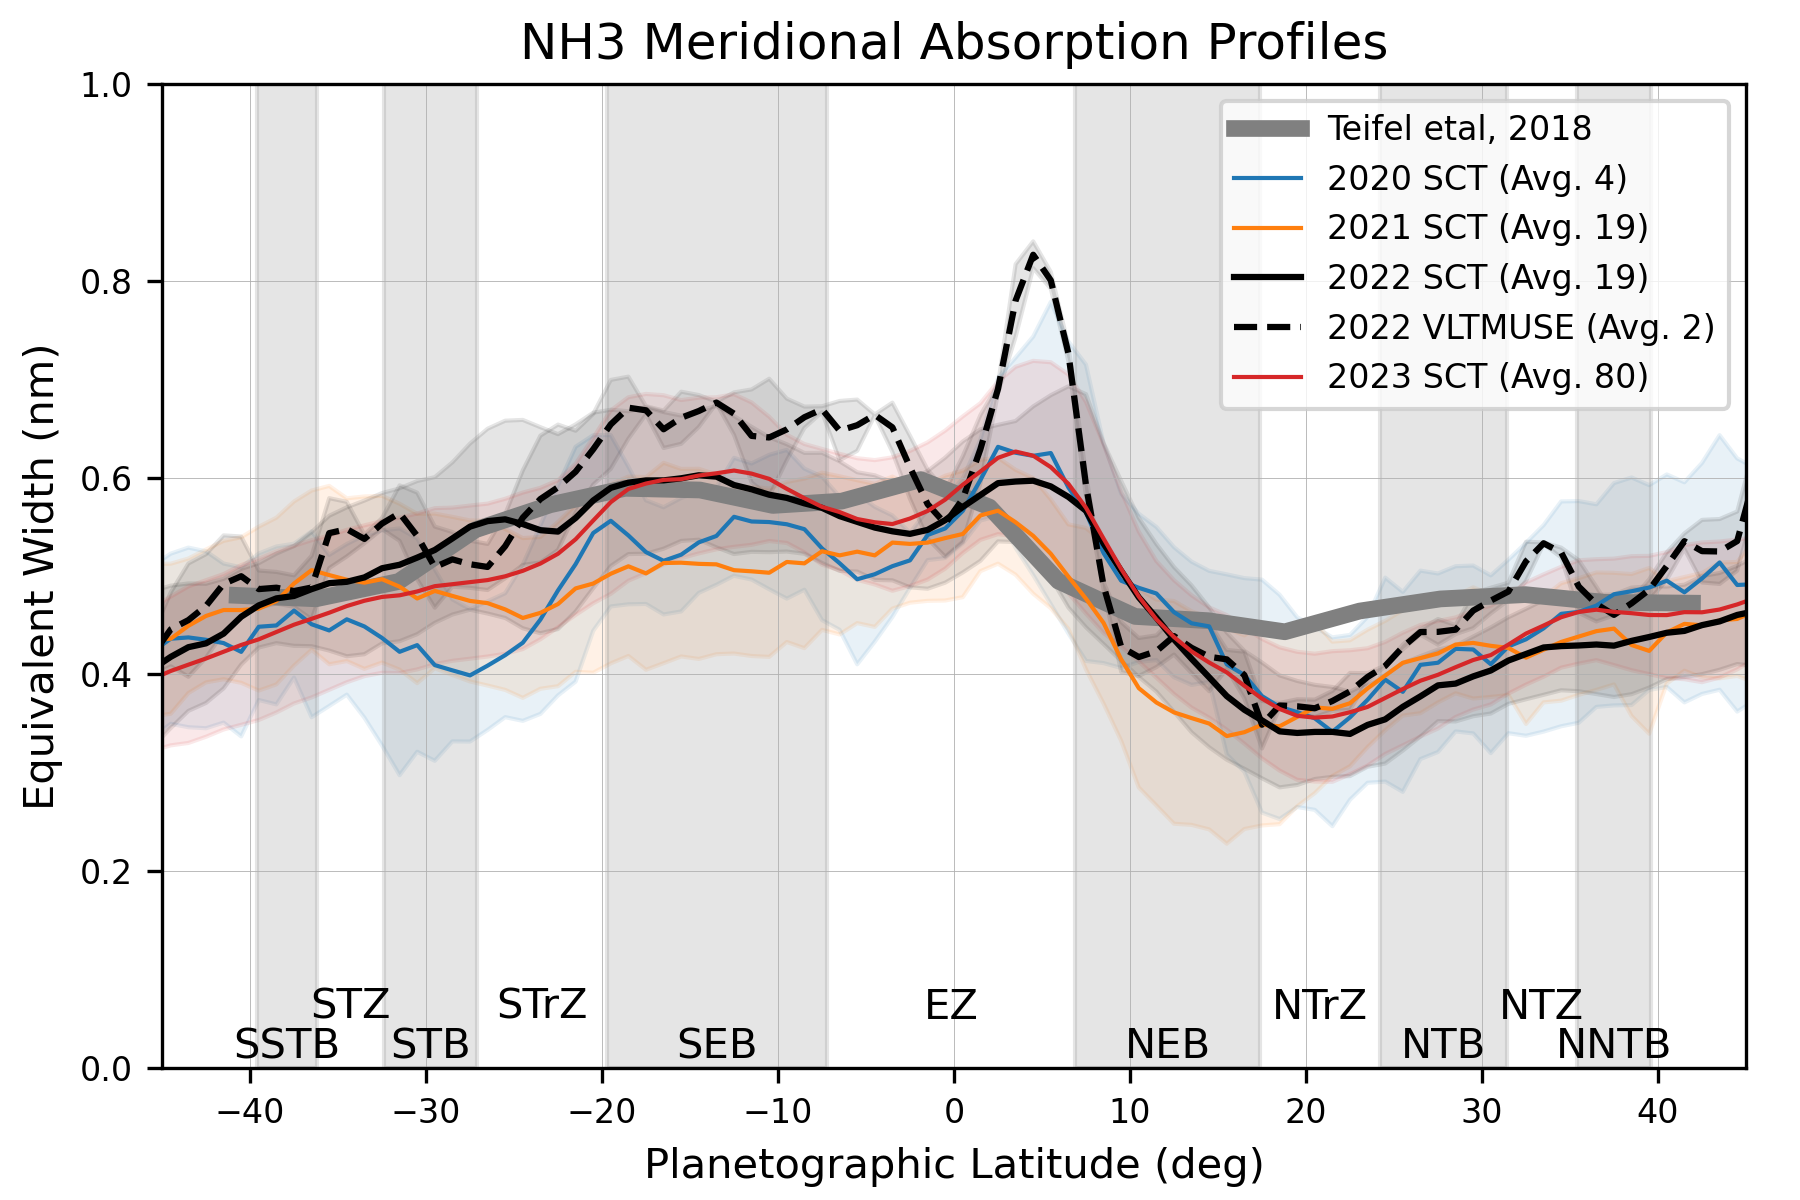 NH3 Meridional Absorption Profiles
Equivalent Width (nm)
1.0
0.8
0.6
0.4
0.2
0.0
Teifel etal, 2018
2020 SCT (Avg. 4)
2021 SCT (Avg. 19)
2022 SCT (Avg. 19)
2022 VLTMUSE (Avg. 2)
2023 SCT (Avg. 80)
STZ STrZ EZ NTrZ NTZ
SSTB STB SEB NEB NTB NNTB
−40 −30 −20 −10 0 10 20 30 40
Planetographic Latitude (deg)